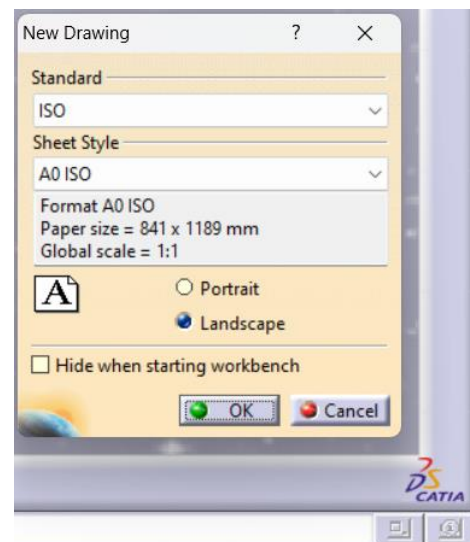 New Drawing ? X
Standard
ISO
Sheet Style
A0 ISO
Format A0 ISO
Paper size = 841 x 1189 mm
Global scale = 1:1
A
Portrait
Landscape
Hide when starting workbench
OK Cancel
DS
CATIA